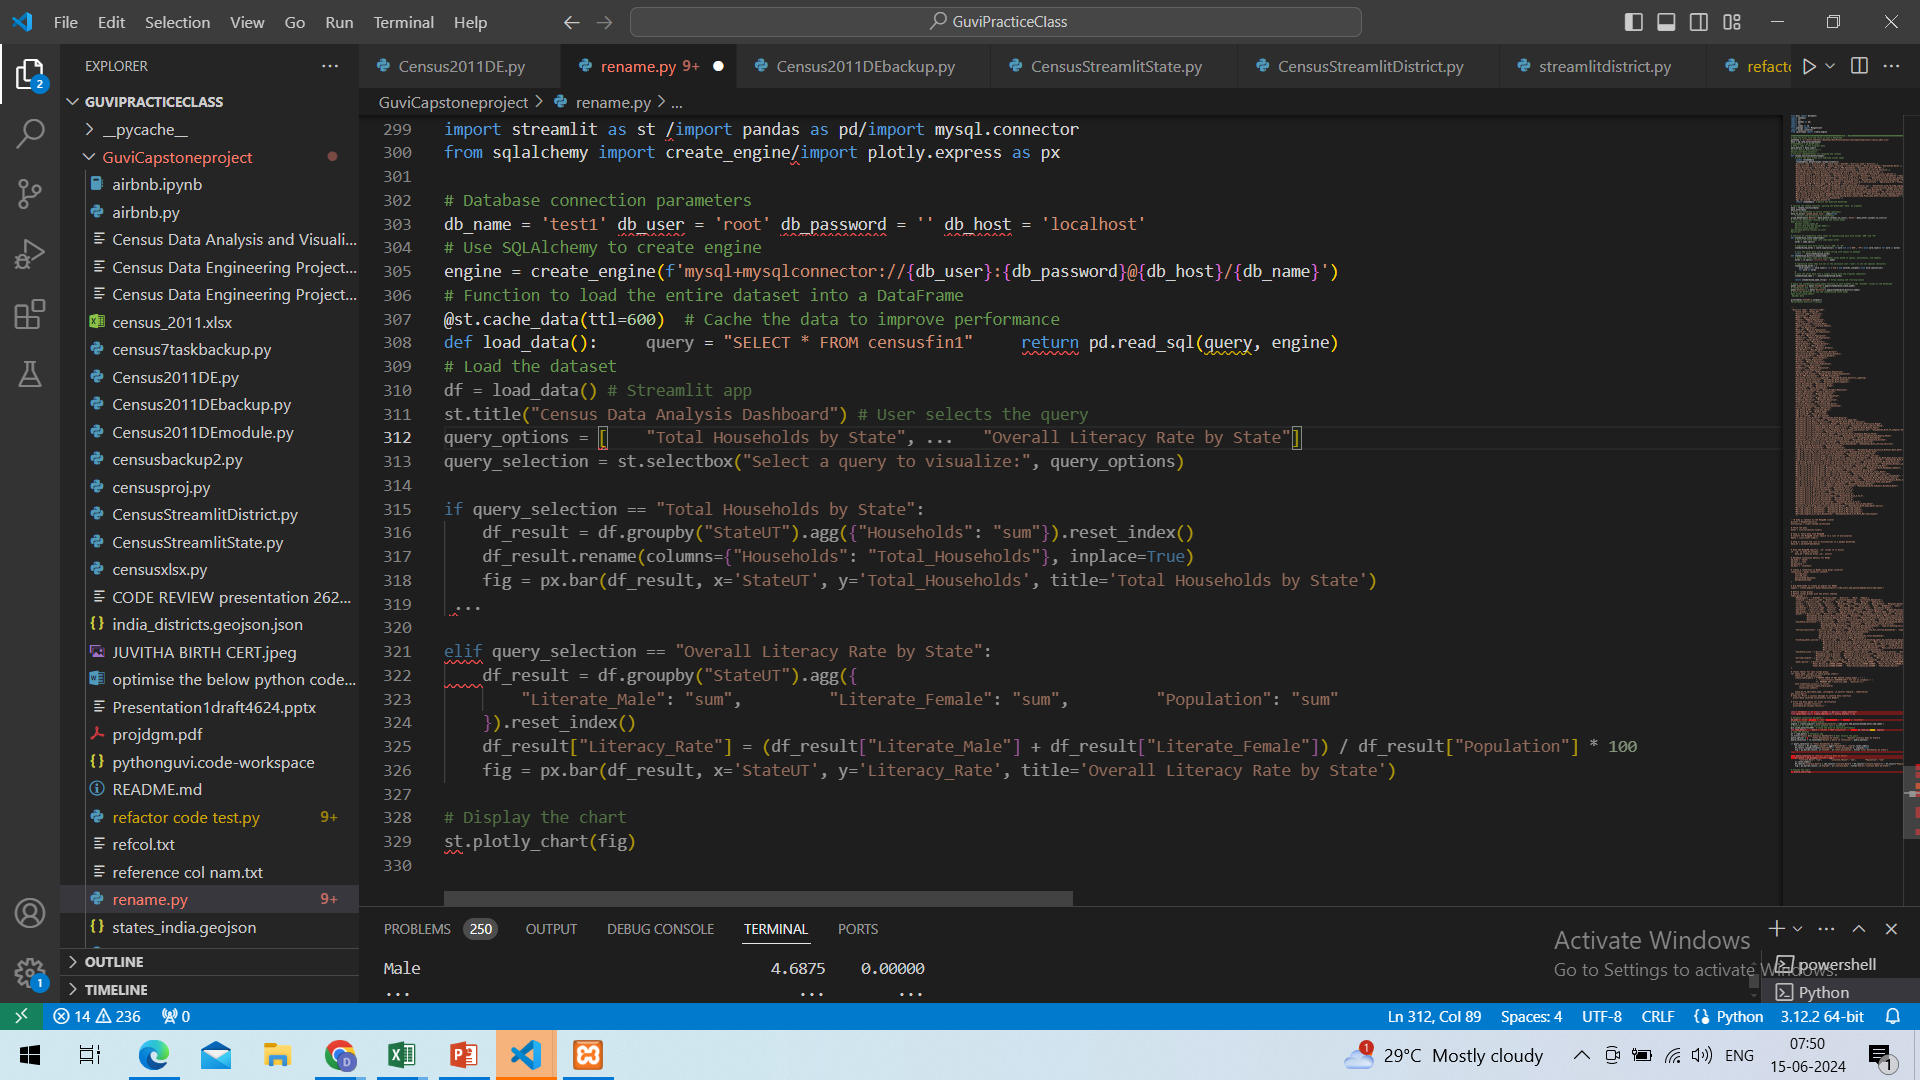 File Edit Selection View Go Run Terminal Help
GuviPracticeClass
EXPLORER
GUVIPRACTICECLASS
__pycache__
GuviCapstoneproject
airbnb.ipynb
airbnb.py
Census Data Analysis and Visuali...
Census Data Engineering Project...
Census Data Engineering Project...
census_2011.xlsx
census7taskbackup.py
Census2011DE.py
Census2011DEbackup.py
Census2011DEmodule.py
censusbackup2.py
censusproj.py
CensusStreamlitDistrict.py
CensusStreamlitState.py
censusxlsx.py
CODE REVIEW presentation 262...
india_districts.geojson.json
JUVITHA BIRTH CERT.jpeg
optimise the below python code...
Presentation1draft4624.pptx
projdgm.pdf
pythonguvi.code-workspace
README.md
refactor code test.py 9+
refcol.txt
reference col nam.txt
rename.py 9+
states_india.geojson
OUTLINE
TIMELINE
2
1
Census2011DE.py rename.py 9+ Census2011DEbackup.py CensusStreamlitState.py CensusStreamlitDistrict.py streamlitdistrict.py refacto
GuviCapstoneproject > rename.py > ...
299 import streamlit as st /import pandas as pd/import mysql.connector
300 from sqlalchemy import create_engine/import plotly.express as px
301
302 # Database connection parameters
303 db_name = 'test1' db_user = 'root' db_password = '' db_host = 'localhost'
304 # Use SQLAlchemy to create engine
305 engine = create_engine(f'mysql+mysqlconnector://{db_user}:{db_password}@{db_host}/{db_name}')
306 # Function to load the entire dataset into a DataFrame
307 @st.cache_data(ttl=600)  # Cache the data to improve performance
308 def load_data():     query = "SELECT * FROM censusfin1"     return pd.read_sql(query, engine)
309 # Load the dataset
310 df = load_data() # Streamlit app
311 st.title("Census Data Analysis Dashboard") # User selects the query
312 query_options = [    "Total Households by State", ...   "Overall Literacy Rate by State"]
313 query_selection = st.selectbox("Select a query to visualize:", query_options)
314
315 if query_selection == "Total Households by State":
316     df_result = df.groupby("StateUT").agg({"Households": "sum"}).reset_index()
317     df_result.rename(columns={"Households": "Total_Households"}, inplace=True)
318     fig = px.bar(df_result, x='StateUT', y='Total_Households', title='Total Households by State')
319  ...
320
321 elif query_selection == "Overall Literacy Rate by State":
322     df_result = df.groupby("StateUT").agg({
323         "Literate_Male": "sum",         "Literate_Female": "sum",         "Population": "sum"
324     }).reset_index()
325     df_result["Literacy_Rate"] = (df_result["Literate_Male"] + df_result["Literate_Female"]) / df_result["Population"] * 100
326     fig = px.bar(df_result, x='StateUT', y='Literacy_Rate', title='Overall Literacy Rate by State')
327
328 # Display the chart
329 st.plotly_chart(fig)
330
PROBLEMS 250 OUTPUT DEBUG CONSOLE TERMINAL PORTS
Male 4.6875 0.00000
... ... ...
Activate Windows
Go to Settings to activate Windows.
powershell
Python
14 236 0
Ln 312, Col 89 Spaces: 4 UTF-8 CRLF Python 3.12.2 64-bit
1 29°C Mostly cloudy ENG
07:50
15-06-2024
1